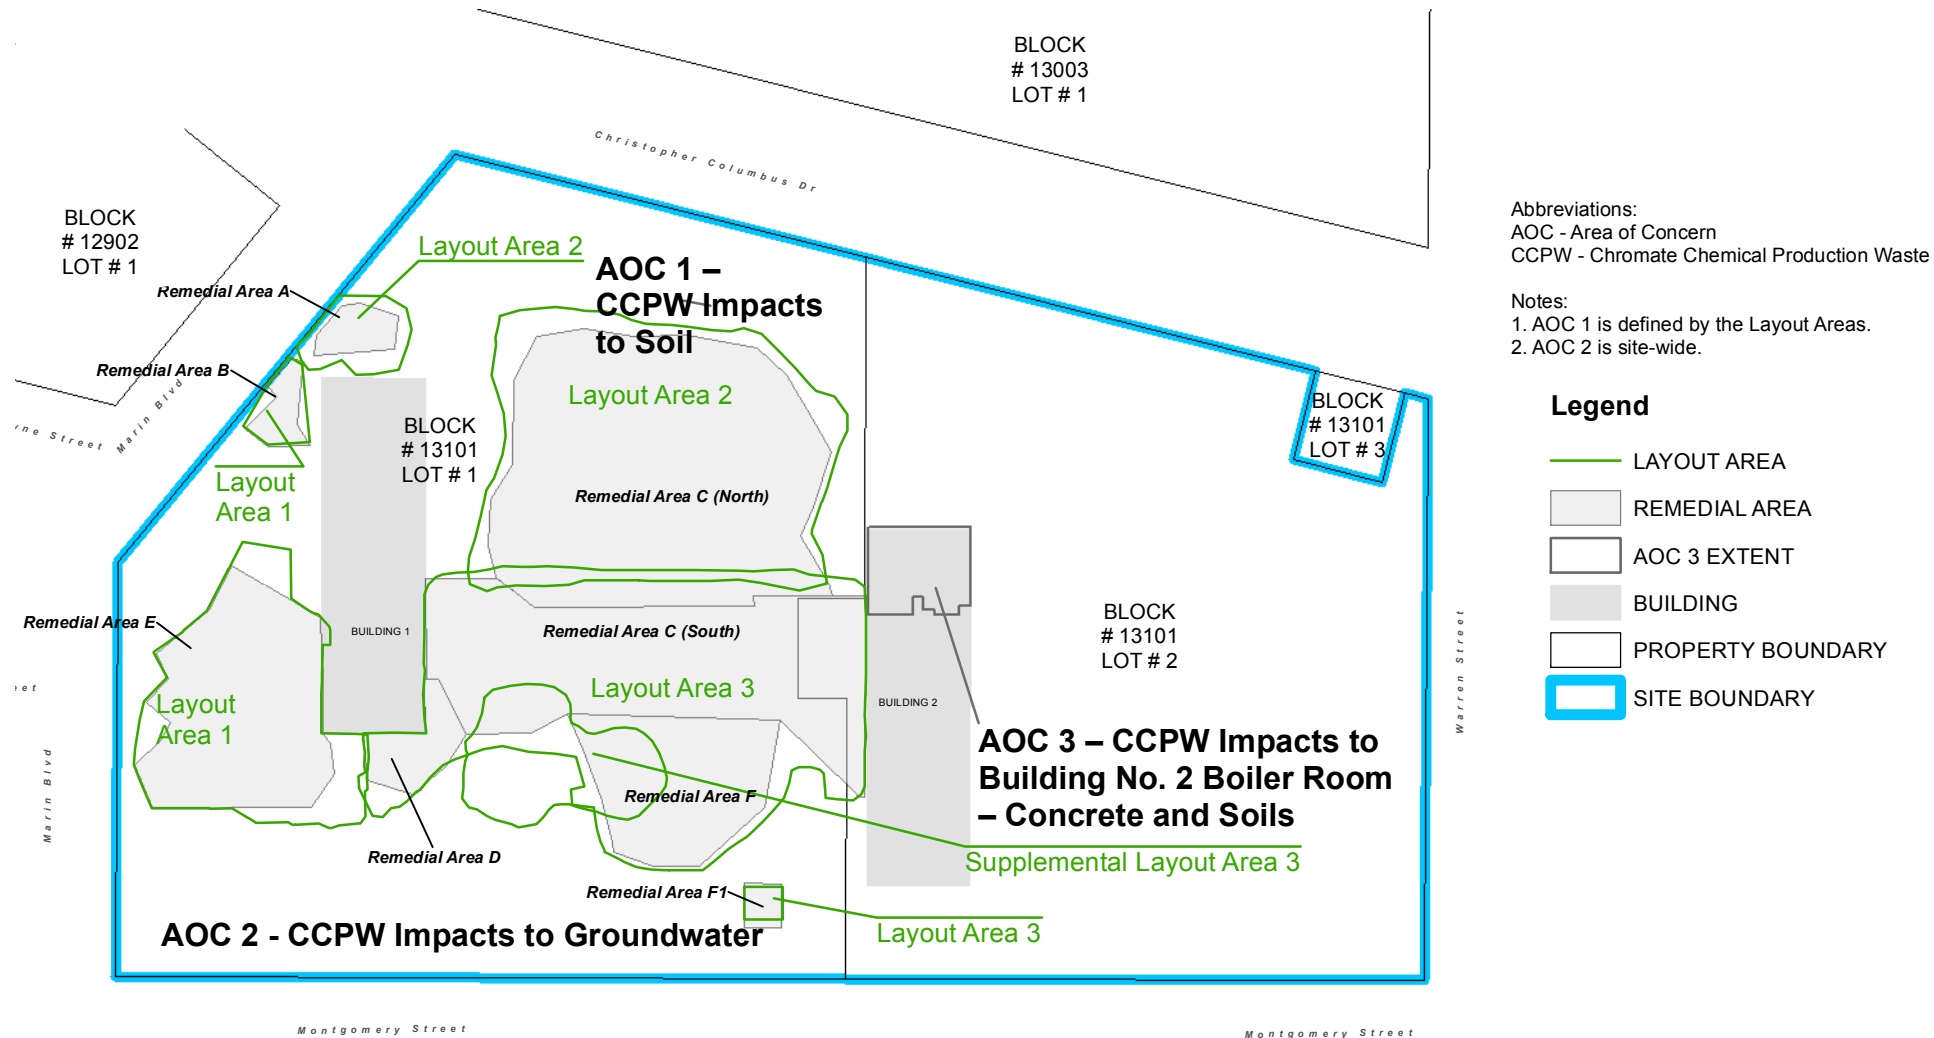 BLOCK
# 13003
LOT # 1
Christopher Columbus Dr
BLOCK
# 12902
LOT # 1
Layout Area 2
AOC 1 –
CCPW Impacts
to Soil
Remedial Area A
Remedial Area B
Marin Blvd
Street
Layout Area 2
BLOCK
# 13101
LOT # 1
BLOCK
# 13101
LOT # 3
Layout
Area 1
Remedial Area C (North)
Remedial Area E
BUILDING 1
Remedial Area C (South)
BLOCK
# 13101
LOT # 2
Warren Street
Layout Area 3
Layout
Area 1
BUILDING 2
AOC 3 – CCPW Impacts to
Building No. 2 Boiler Room
– Concrete and Soils
Marin Blvd
Remedial Area F
Remedial Area D
Supplemental Layout Area 3
Remedial Area F1
AOC 2 - CCPW Impacts to Groundwater
Layout Area 3
Montgomery Street
Montgomery Street
Abbreviations:
AOC - Area of Concern
CCPW - Chromate Chemical Production Waste
Notes:
1. AOC 1 is defined by the Layout Areas.
2. AOC 2 is site-wide.
Legend
LAYOUT AREA
REMEDIAL AREA
AOC 3 EXTENT
BUILDING
PROPERTY BOUNDARY
SITE BOUNDARY